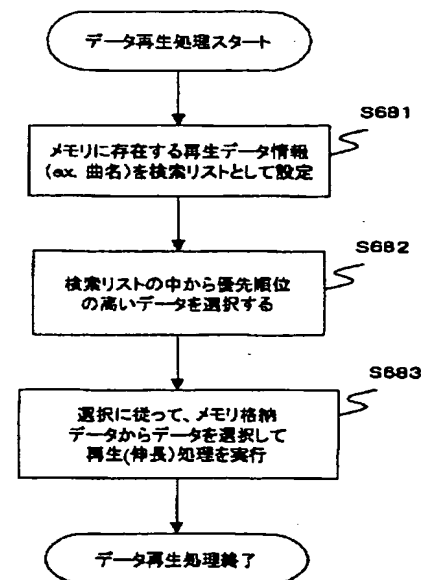 データ再生処理スタート
S681
メモリに存在する再生データ情報
(ex. 曲名)を検索リストとして設定
S682
検索リストの中から優先順位
の高いデータを選択する
S683
選択に従って、メモリ格納
データからデータを選択して
再生(伸長)処理を実行
データ再生処理終了